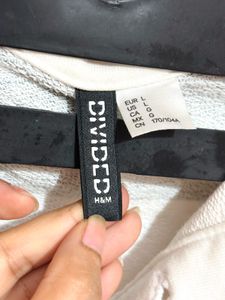 DIVIDED
H&M
EUR L
US L
CA G
MX G
CN 170/104A